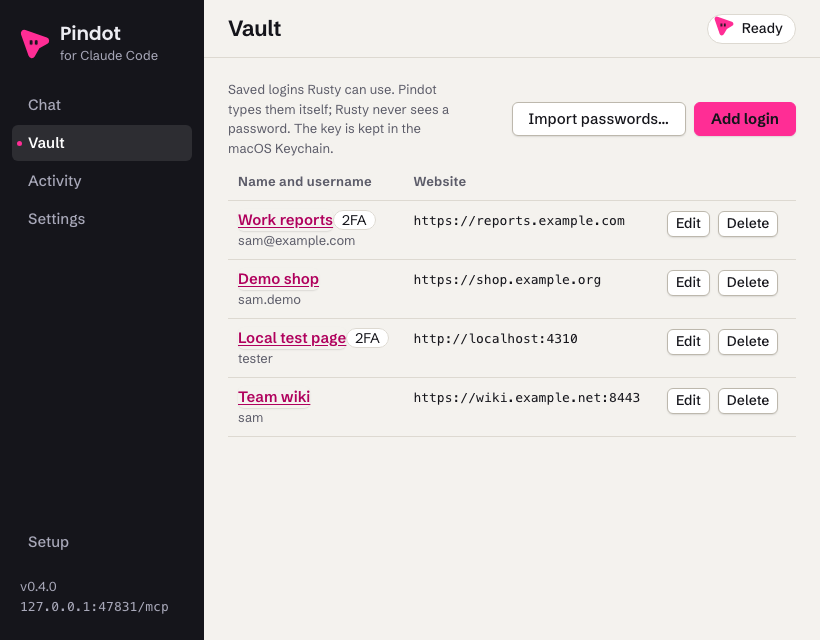 Pindot
for Claude Code
Chat
Vault
Activity
Settings
Setup
v0.4.0
127.0.0.1:47831/mcp
Vault
Ready
Saved logins Rusty can use. Pindot
types them itself; Rusty never sees a
password. The key is kept in the
macOS Keychain.
Import passwords…
Add login
Name and username Website
Work reports 2FA https://reports.example.com Edit Delete
sam@example.com
Demo shop https://shop.example.org Edit Delete
sam.demo
Local test page 2FA http://localhost:4310 Edit Delete
tester
Team wiki https://wiki.example.net:8443 Edit Delete
sam